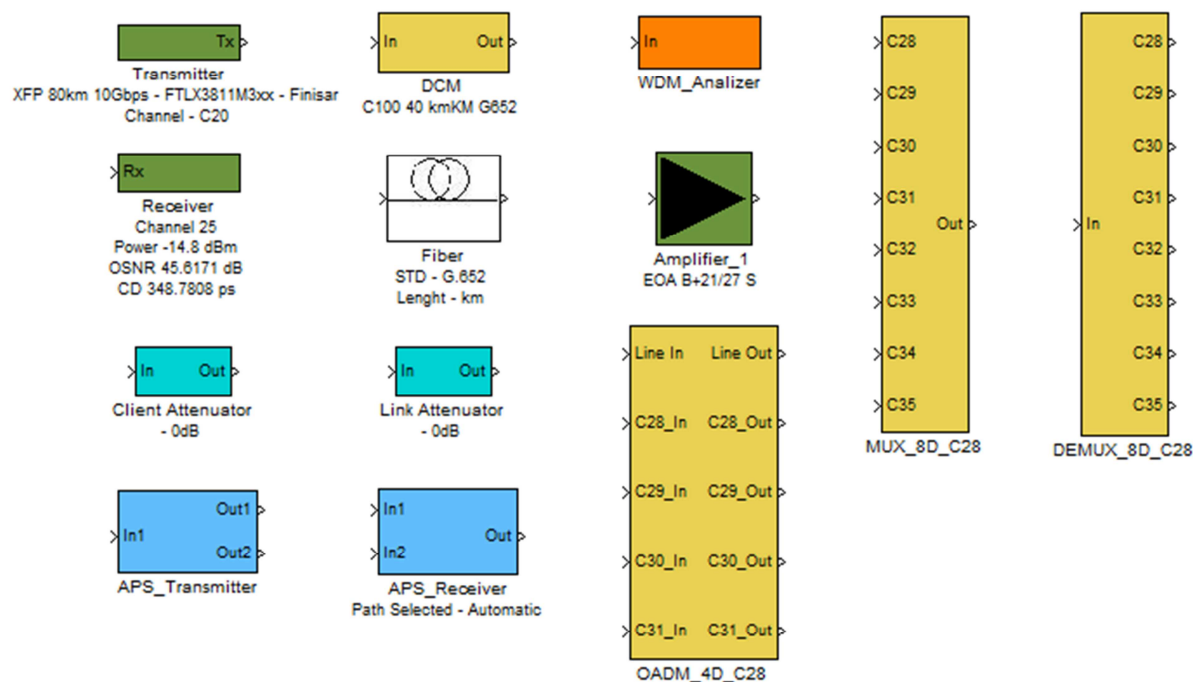 Tx
Transmitter
XFP 80km 10Gbps - FTLX3811M3xx - Finisar
Channel - C20
In Out
DCM
C100 40 kmKM G652
In
WDM_Analizer
Rx
Receiver
Channel 25
Power -14.8 dBm
OSNR 45.6171 dB
CD 348.7808 ps
Fiber
STD - G.652
Lenght - km
Amplifier_1
EOA B+21/27 S
In Out
Client Attenuator
- 0dB
In Out
Link Attenuator
- 0dB
In1
Out1
Out2
APS_Transmitter
In1
In2
Out
APS_Receiver
Path Selected - Automatic
Line In Line Out
C28_In C28_Out
C29_In C29_Out
C30_In C30_Out
C31_In C31_Out
OADM_4D_C28
C28
C29
C30
C31
Out
C32
C33
C34
C35
MUX_8D_C28
C28
C29
C30
C31
In
C32
C33
C34
C35
DEMUX_8D_C28